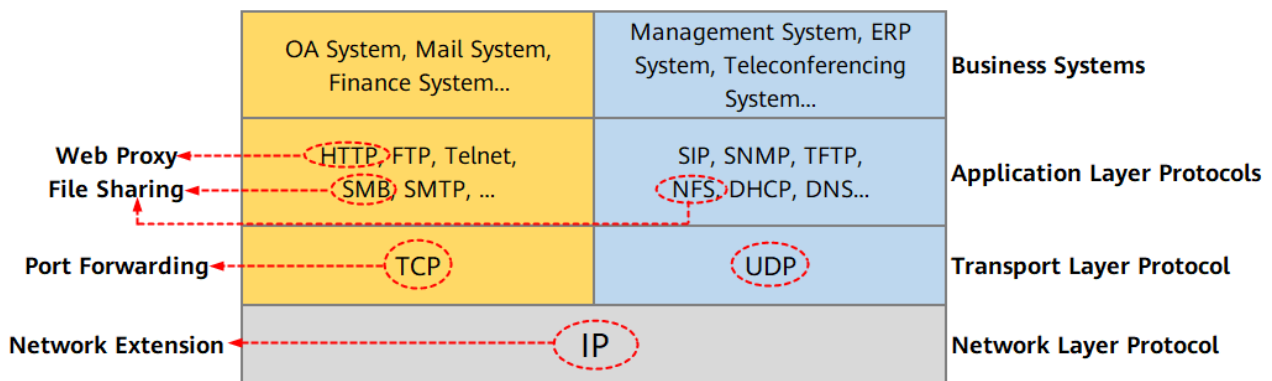 OA System, Mail System,
Finance System...
Management System, ERP
System, Teleconferencing
System...
Business Systems
Web Proxy
File Sharing
HTTP, FTP, Telnet,
SMB, SMTP, ...
SIP, SNMP, TFTP,
NFS, DHCP, DNS...
Application Layer Protocols
Port Forwarding
TCP
UDP
Transport Layer Protocol
Network Extension
IP
Network Layer Protocol